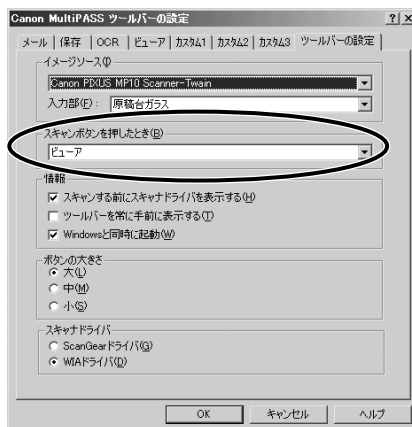 Canon MultiPASS ツールバーの設定
メール | 保存 | OCR | ビューア | カスタム1 | カスタム2 | カスタム3 | ツールバーの設定
イメージソース(I)
Canon PIXUS MP10 Scanner-Twain
入力部(F): 原稿台ガラス
スキャンボタンを押したとき(B)
ビューア
情報
スキャンする前にスキャナドライバを表示する(H)
ツールバーを常に手前に表示する(T)
Windowsと同時に起動(W)
ボタンの大きさ
大(L)
中(M)
小(S)
スキャナドライバ
ScanGearドライバ(G)
WIAドライバ(D)
OK キャンセル ヘルプ